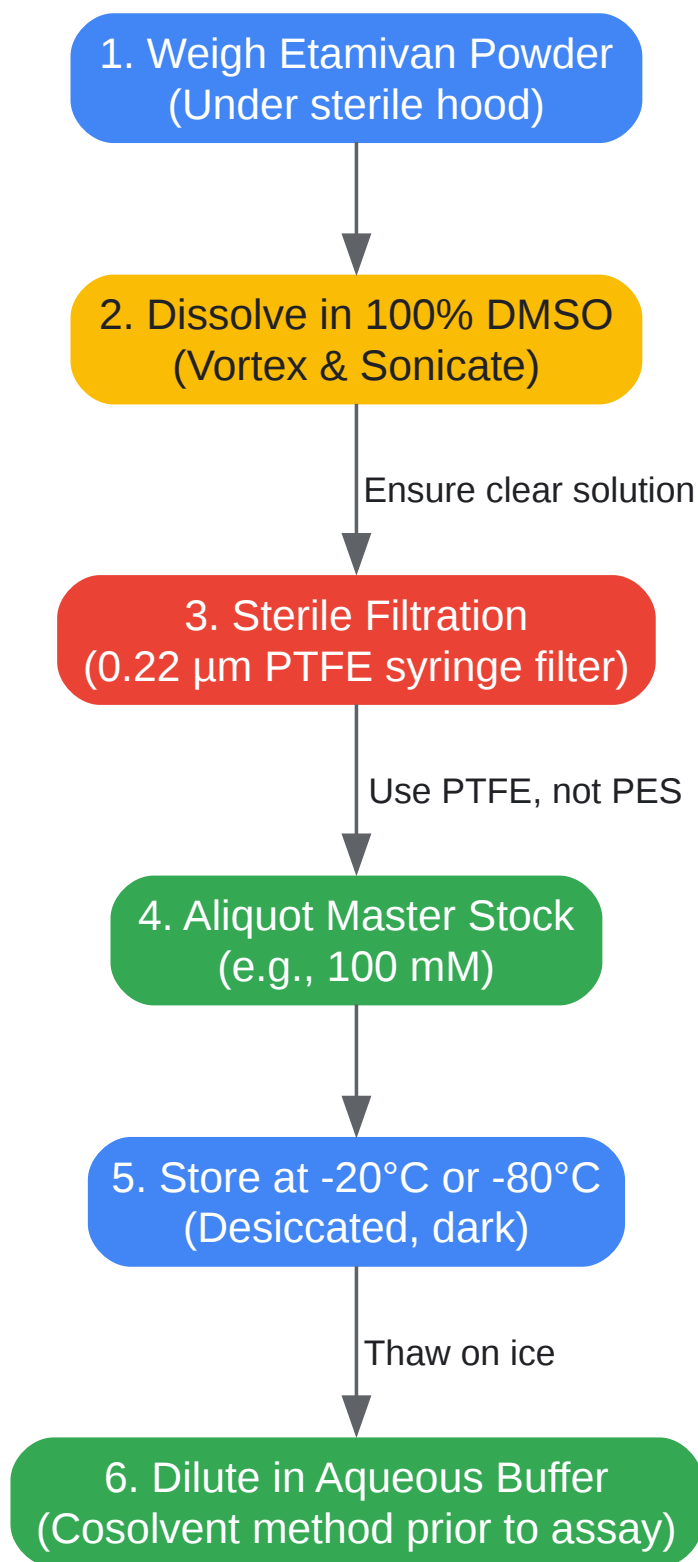 1. Weigh Etamivan Powder
(Under sterile hood)
2. Dissolve in 100% DMSO
(Vortex & Sonicate)
Ensure clear solution
3. Sterile Filtration
(0.22 µm PTFE syringe filter)
Use PTFE, not PES
4. Aliquot Master Stock
(e.g., 100 mM)
5. Store at -20°C or -80°C
(Desiccated, dark)
Thaw on ice
6. Dilute in Aqueous Buffer
(Cosolvent method prior to assay)